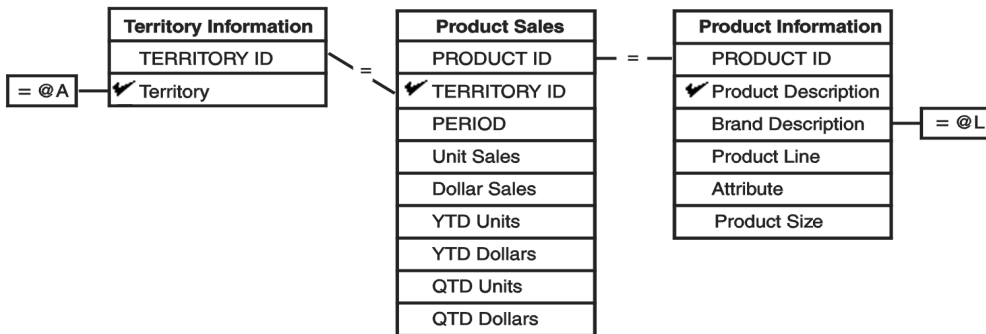 Territory Information
TERRITORY ID
Territory
= @A
=
Product Sales
PRODUCT ID
TERRITORY ID
PERIOD
Unit Sales
Dollar Sales
YTD Units
YTD Dollars
QTD Units
QTD Dollars
=
Product Information
PRODUCT ID
Product Description
Brand Description
Product Line
Attribute
Product Size
= @L